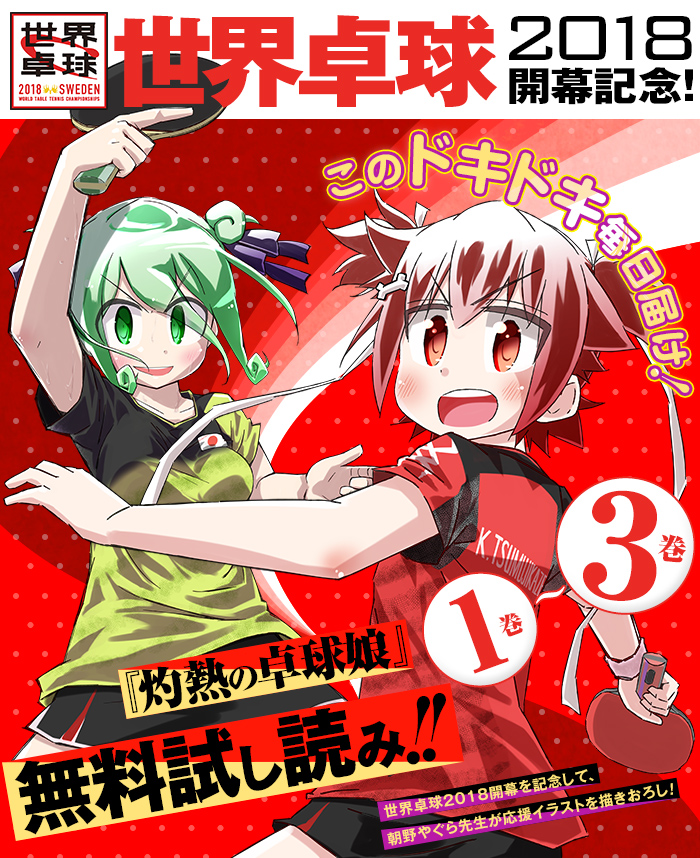 世界
卓球
2018 SWEDEN
WORLD TABLE TENNIS CHAMPIONSHIPS
世界卓球
2018
開幕記念!
このドキドキ毎日届け!
K.TSUMUJIKAZE
3巻
1巻
『灼熱の卓球娘』
無料試し読み!!
世界卓球2018開幕を記念して、
朝野やぐら先生が応援イラストを描きおろし!